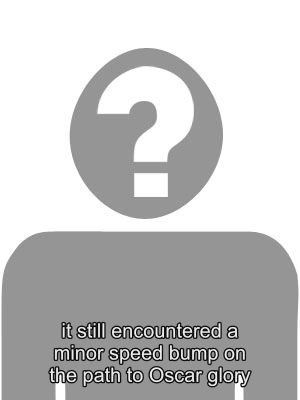 ?
it still encountered a
minor speed bump on
the path to Oscar glory